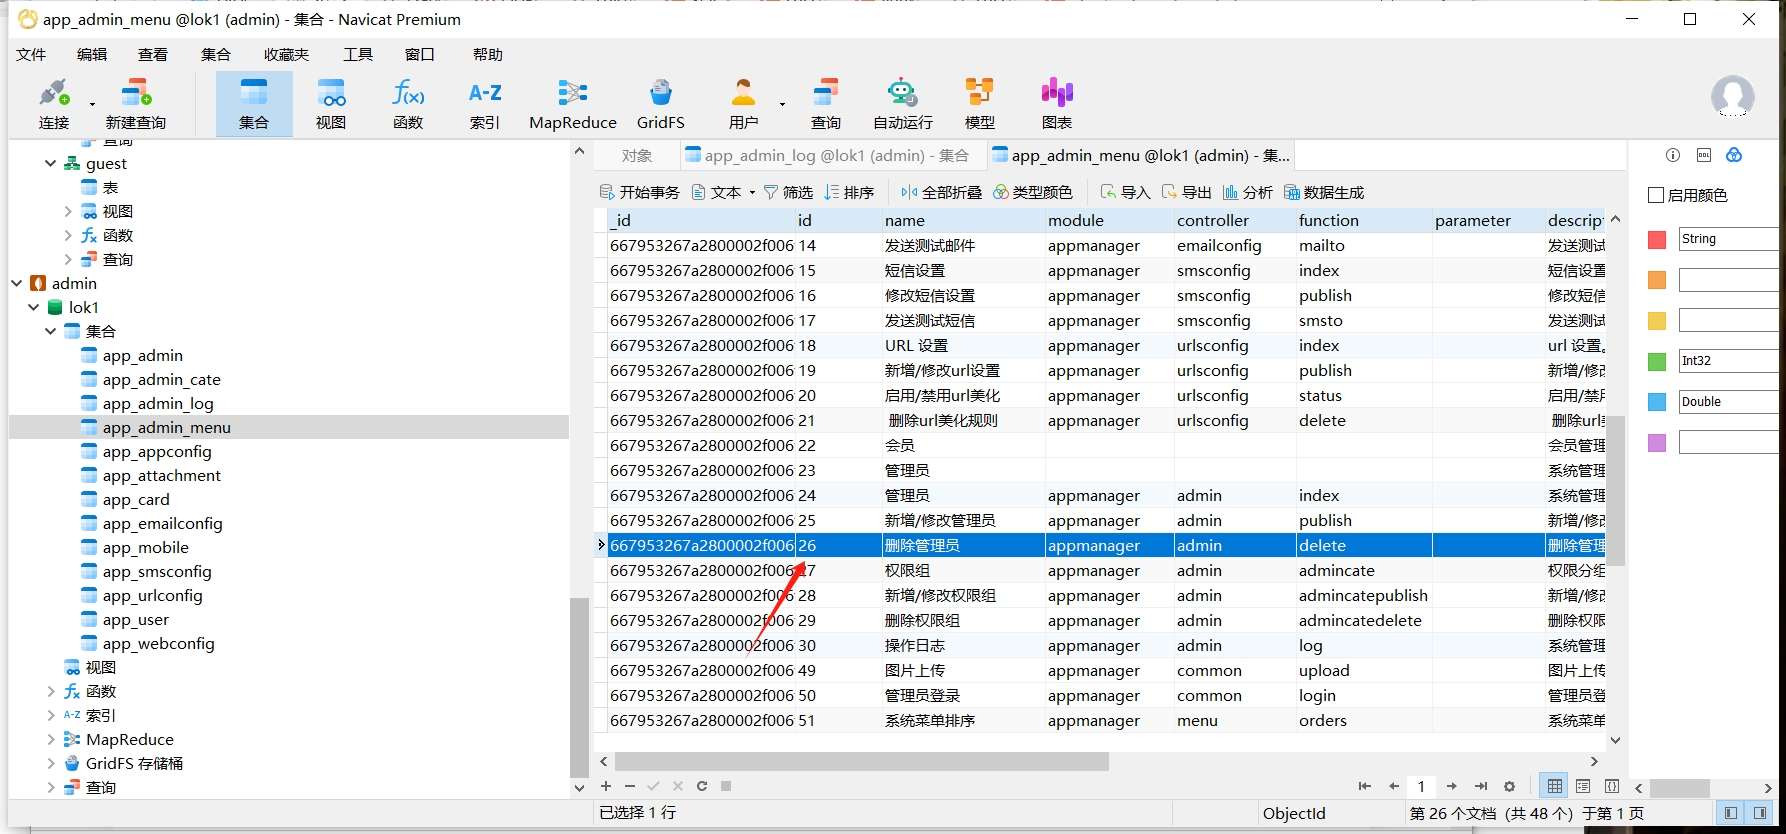 app_admin_menu @lok1 (admin) - 集合 - Navicat Premium
文件 编辑 查看 集合 收藏夹 工具 窗口 帮助
连接 新建查询 集合 视图 函数 索引 MapReduce GridFS 用户 查询 自动运行 模型 图表
f(x) A-Z
查询
guest
表
视图
函数
查询
admin
lok1
集合
app_admin
app_admin_cate
app_admin_log
app_admin_menu
app_appconfig
app_attachment
app_card
app_emailconfig
app_mobile
app_smsconfig
app_urlconfig
app_user
app_webconfig
视图
函数
A-Z 索引
MapReduce
GridFS 存储桶
查询
对象 app_admin_log @lok1 (admin) - 集合 app_admin_menu @lok1 (admin) - 集...
开始事务 文本 筛选 排序 全部折叠 类型颜色 导入 导出 分析 数据生成
_id id name module controller function parameter descript
667953267a2800002f006 14 发送测试邮件 appmanager emailconfig mailto 发送测试
667953267a2800002f006 15 短信设置 appmanager smsconfig index 短信设置
667953267a2800002f006 16 修改短信设置 appmanager smsconfig publish 修改短信
667953267a2800002f006 17 发送测试短信 appmanager smsconfig smsto 发送测试
667953267a2800002f006 18 URL 设置 appmanager urlsconfig index url 设置。
667953267a2800002f006 19 新增/修改url设置 appmanager urlsconfig publish 新增/修改
667953267a2800002f006 20 启用/禁用url美化 appmanager urlsconfig status 启用/禁用
667953267a2800002f006 21 删除url美化规则 appmanager urlsconfig delete 删除url美
667953267a2800002f006 22 会员 会员管理
667953267a2800002f006 23 管理员 系统管理
667953267a2800002f006 24 管理员 appmanager admin index 系统管理
667953267a2800002f006 25 新增/修改管理员 appmanager admin publish 新增/修改
667953267a2800002f006 26 删除管理员 appmanager admin delete 删除管理
667953267a2800002f006 27 权限组 appmanager admin admincate 权限分组
667953267a2800002f006 28 新增/修改权限组 appmanager admin admincatepublish 新增/修改
667953267a2800002f006 29 删除权限组 appmanager admin admincatedelete 删除权限
667953267a2800002f006 30 操作日志 appmanager admin log 系统管理
667953267a2800002f006 49 图片上传 appmanager common upload 图片上传
667953267a2800002f006 50 管理员登录 appmanager common login 管理员登
667953267a2800002f006 51 系统菜单排序 appmanager menu orders 系统菜单
1
已选择 1 行 ObjectId 第 26 个文档 (共 48 个) 于第 1 页
DDL
启用颜色
String
Int32
Double